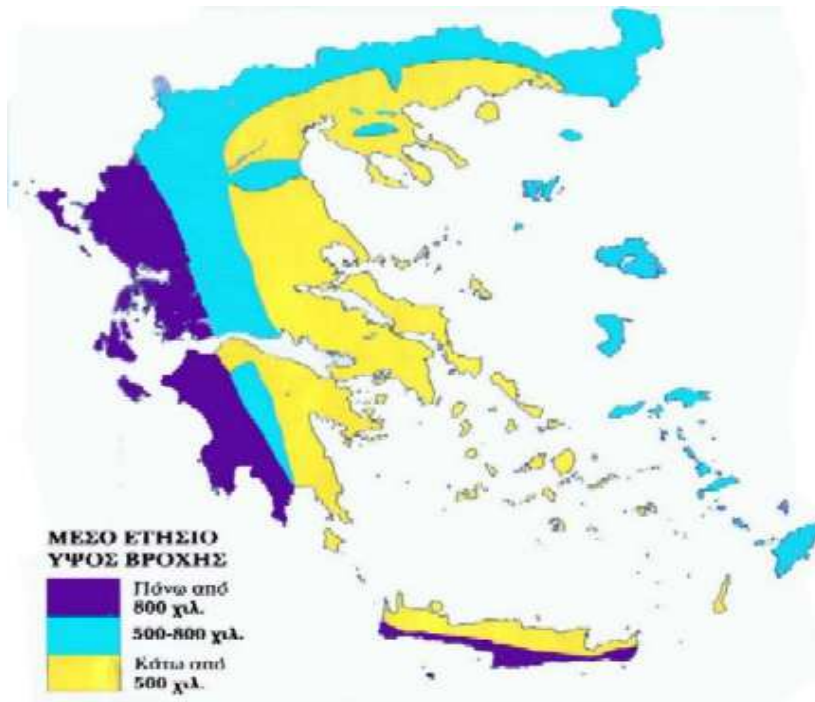 ΜΕΣΟ ΕΤΗΣΙΟ
ΥΨΟΣ ΒΡΟΧΗΣ
Πάνω από
800 χιλ.
500-800 χιλ.
Κάτω από
500 χιλ.